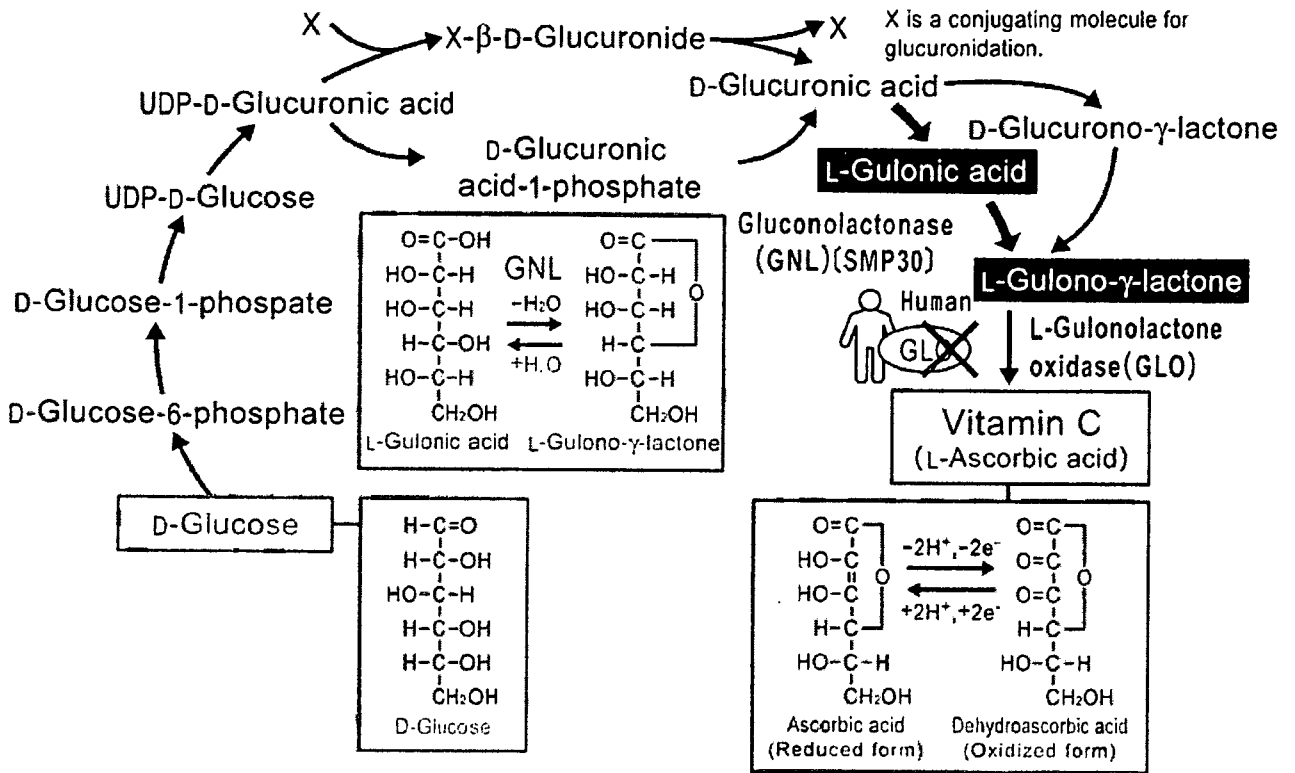 X
X-β-D-Glucuronide
X
X is a conjugating molecule for
glucuronidation.
UDP-D-Glucuronic acid
D-Glucuronic acid
D-Glucurono-γ-lactone
D-Glucuronic
acid-1-phosphate
L-Gulonic acid
UDP-D-Glucose
Gluconolactonase
(GNL)[SMP30]
L-Gulono-γ-lactone
D-Glucose-1-phospate
Human
GLO
L-Gulonolactone
oxidase(GLO)
D-Glucose-6-phosphate
Vitamin C
(L-Ascorbic acid)
D-Glucose
O=C-OH
HO-C-H
HO-C-H
H-C-OH
HO-C-H
CH₂OH
L-Gulonic acid
GNL
-H₂O
+H₂O
O=C
HO-C-H
HO-C-H
H-C
HO-C-H
CH₂OH
O
L-Gulono-γ-lactone
H-C=O
H-C-OH
HO-C-H
H-C-OH
H-C-OH
CH₂OH
D-Glucose
O=C
HO-C
HO-C
H-C
HO-C-H
CH₂OH
O
Ascorbic acid
(Reduced form)
-2H⁺,-2e⁻
+2H⁺,+2e⁻
O=C
O=C
O=C
H-C
HO-C-H
CH₂OH
O
Dehydroascorbic acid
(Oxidized form)